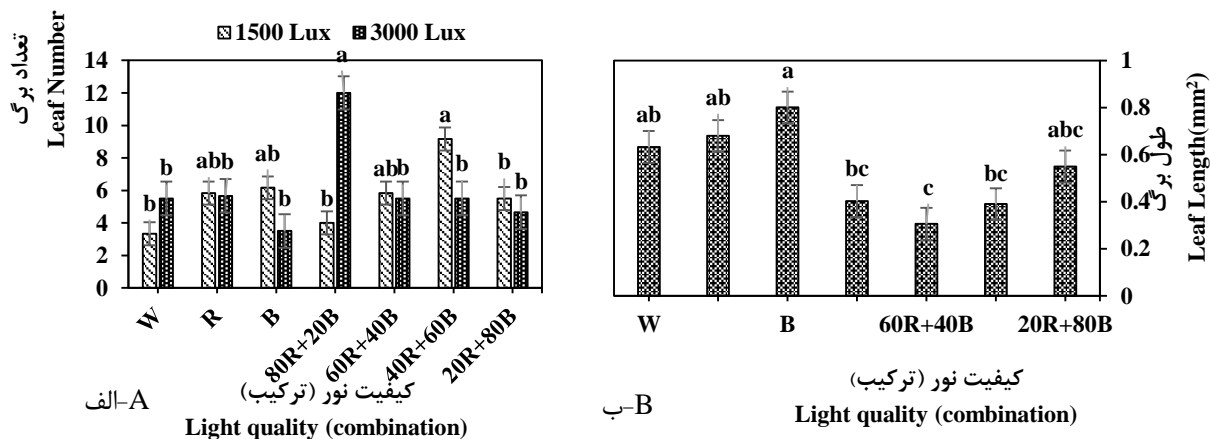 1500 Lux 3000 Lux
تعداد برگ
Leaf Number
14
12
10
8
6
4
2
0
b b ab b ab b b a ab b a b b b
W R B 80R+20B 60R+40B 40R+60B 20R+80B
کیفیت نور (ترکیب)
Light quality (combination)
الف-A
ab ab a bc c bc abc
1
0.8
0.6
0.4
0.2
0
طول برگ
Leaf Length(mm²)
W B 60R+40B 20R+80B
کیفیت نور (ترکیب)
Light quality (combination)
ب-B